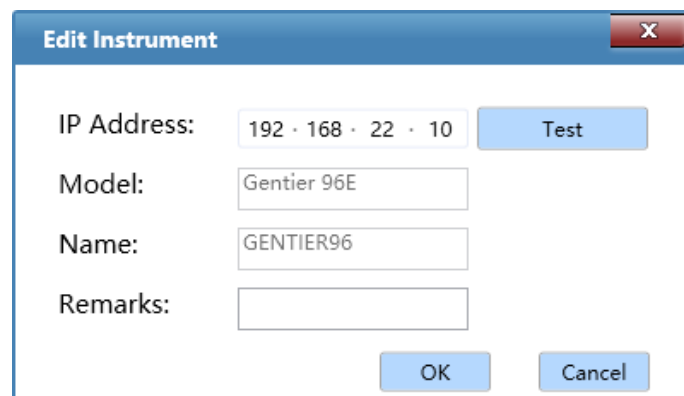 Edit Instrument x
IP Address: 192 · 168 · 22 · 10 Test
Model: Gentier 96E
Name: GENTIER96
Remarks:
OK Cancel